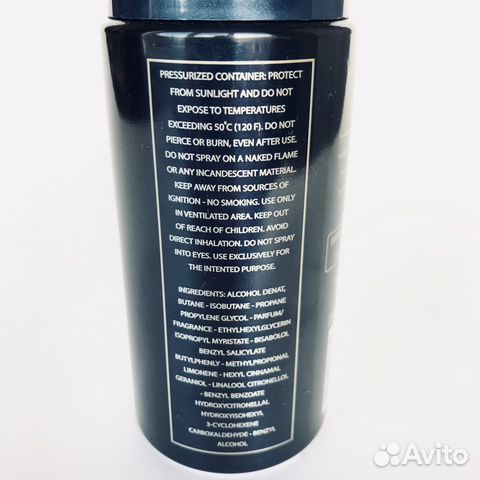 PRESSURIZED CONTAINER: PROTECT
FROM SUNLIGHT AND DO NOT
EXPOSE TO TEMPERATURES
EXCEEDING 50°C (120 F). DO NOT
PIERCE OR BURN, EVEN AFTER USE.
DO NOT SPRAY ON A NAKED FLAME
OR ANY INCANDESCENT MATERIAL.
KEEP AWAY FROM SOURCES OF
IGNITION - NO SMOKING. USE ONLY
IN VENTILATED AREA. KEEP OUT
OF REACH OF CHILDREN. AVOID
DIRECT INHALATION. DO NOT SPRAY
INTO EYES. USE EXCLUSIVELY FOR
THE INTENTED PURPOSE.
INGREDIENTS: ALCOHOL DENAT,
BUTANE - ISOBUTANE - PROPANE
PROPYLENE GLYCOL - PARFUM/
FRAGRANCE - ETHYLHEXYLGLYCERIN
ISOPROPYL MYRISTATE - BISABOLOL
BENZYL SALICYLATE
BUTYLPHENLY - METHYLPROPIONAL
LIMONENE - HEXYL CINNAMAL
GERANIOL - LINALOOL CITRONELLOL
- BENZYL BENZOATE
HYDROXYCITRONELLAL
HYDROXYISOHEXYL
3-CYCLOHEXENE
CARBOXALDEHYDE - BENZYL
ALCOHOL
Avito